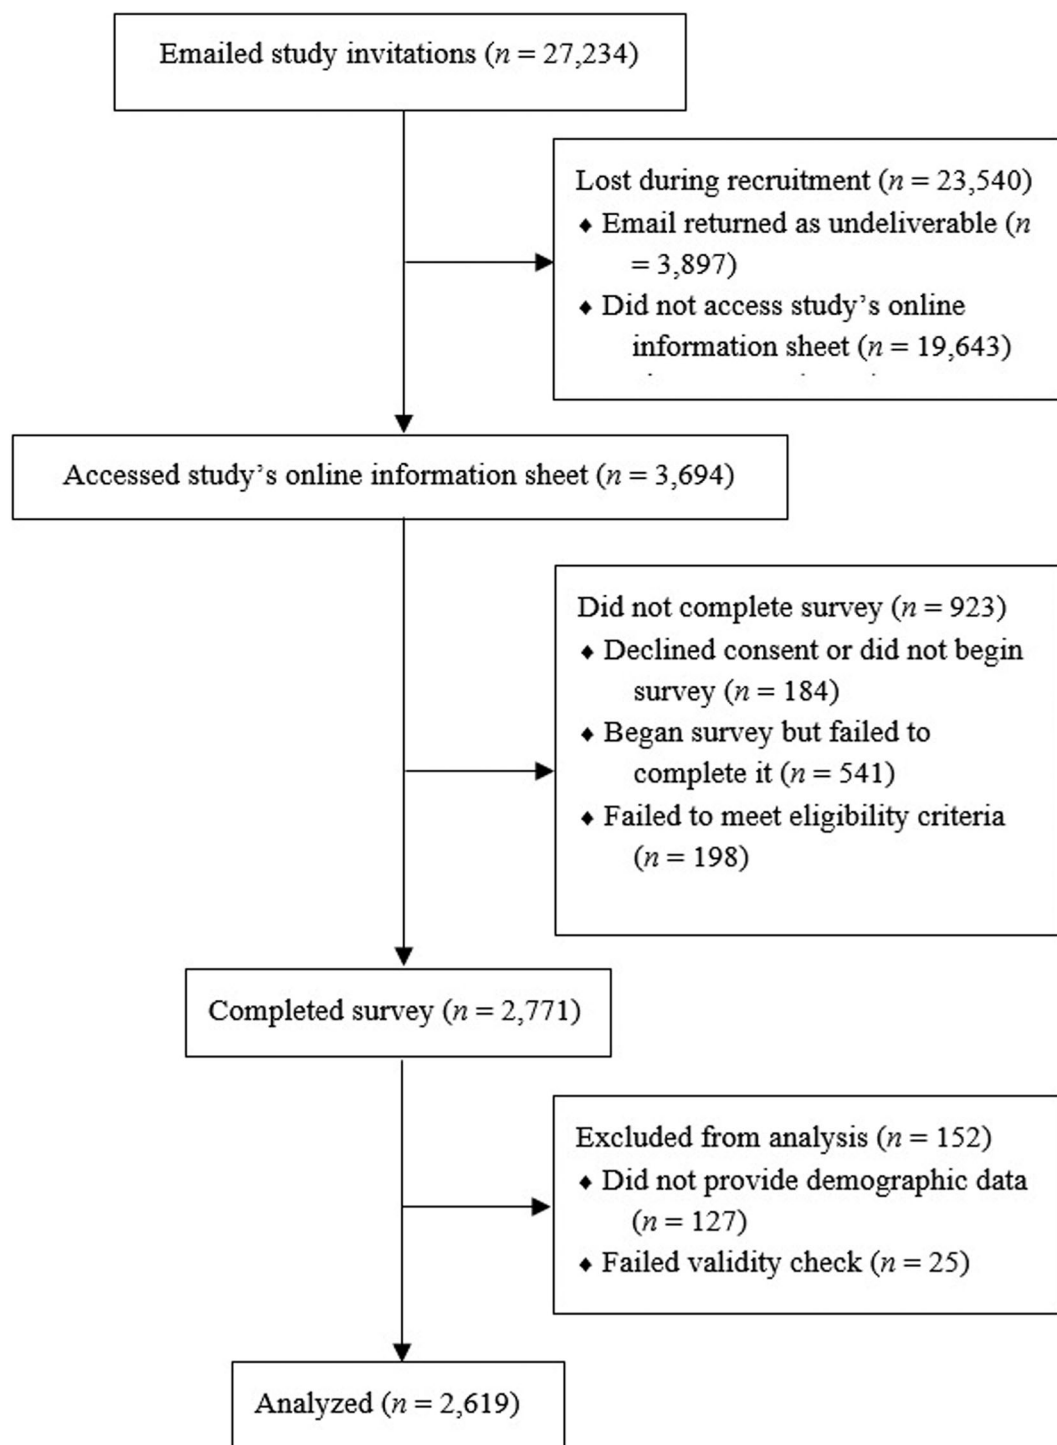 Emailed study invitations (n = 27,234)
Lost during recruitment (n = 23,540)
♦ Email returned as undeliverable (n
= 3,897)
♦ Did not access study’s online
information sheet (n = 19,643)
Accessed study’s online information sheet (n = 3,694)
Did not complete survey (n = 923)
♦ Declined consent or did not begin
survey (n = 184)
♦ Began survey but failed to
complete it (n = 541)
♦ Failed to meet eligibility criteria
(n = 198)
Completed survey (n = 2,771)
Excluded from analysis (n = 152)
♦ Did not provide demographic data
(n = 127)
♦ Failed validity check (n = 25)
Analyzed (n = 2,619)